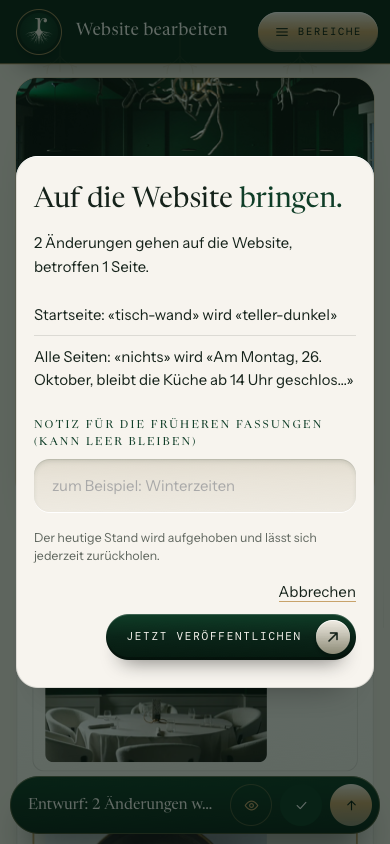 r
Website bearbeiten
BEREICHE
Auf die Website bringen.
2 Änderungen gehen auf die Website,
betroffen 1 Seite.
Startseite: «tisch-wand» wird «teller-dunkel»
Alle Seiten: «nichts» wird «Am Montag, 26.
Oktober, bleibt die Küche ab 14 Uhr geschlos…»
NOTIZ FÜR DIE FRÜHEREN FASSUNGEN
(KANN LEER BLEIBEN)
zum Beispiel: Winterzeiten
Der heutige Stand wird aufgehoben und lässt sich
jederzeit zurückholen.
Abbrechen
JETZT VERÖFFENTLICHEN
Entwurf: 2 Änderungen w...